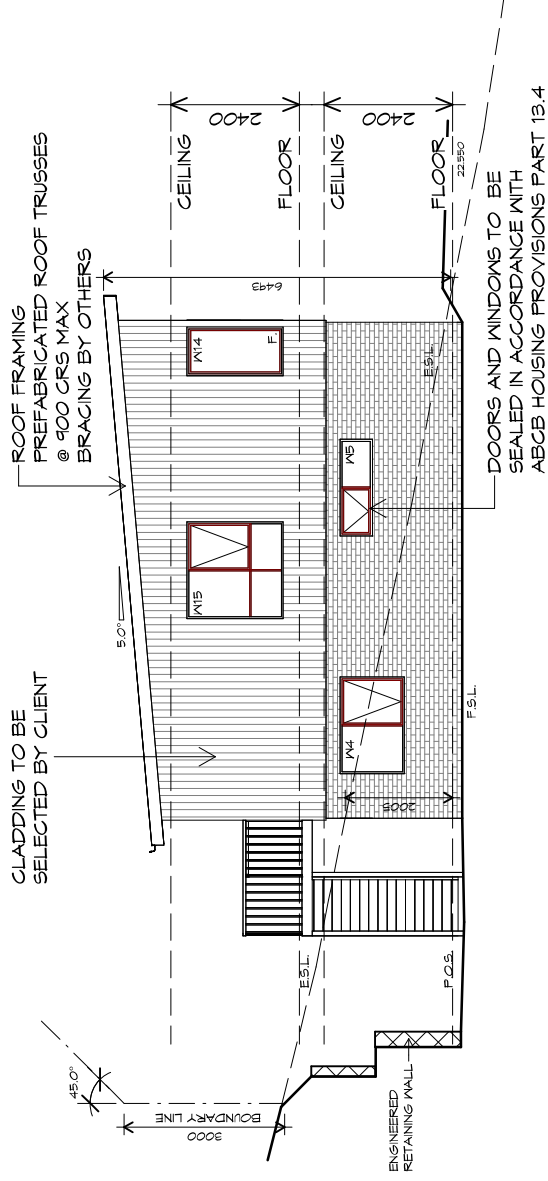 ROOF FRAMING
PREFABRICATED ROOF TRUSSES
@ 900 CRS MAX
BRACING BY OTHERS
CLADDING TO BE
SELECTED BY CLIENT
5.0°
45.0°
3000
BOUNDARY LINE
CEILING
2400
FLOOR
CEILING
2400
FLOOR
22.550
6493
W14
F.
W15
W5
W4
2005
E.S.L.
E.S.L.
F.S.L.
P.O.S.
ENGINEERED
RETAINING WALL
DOORS AND WINDOWS TO BE
SEALED IN ACCORDANCE WITH
ABCB HOUSING PROVISIONS PART 13.4